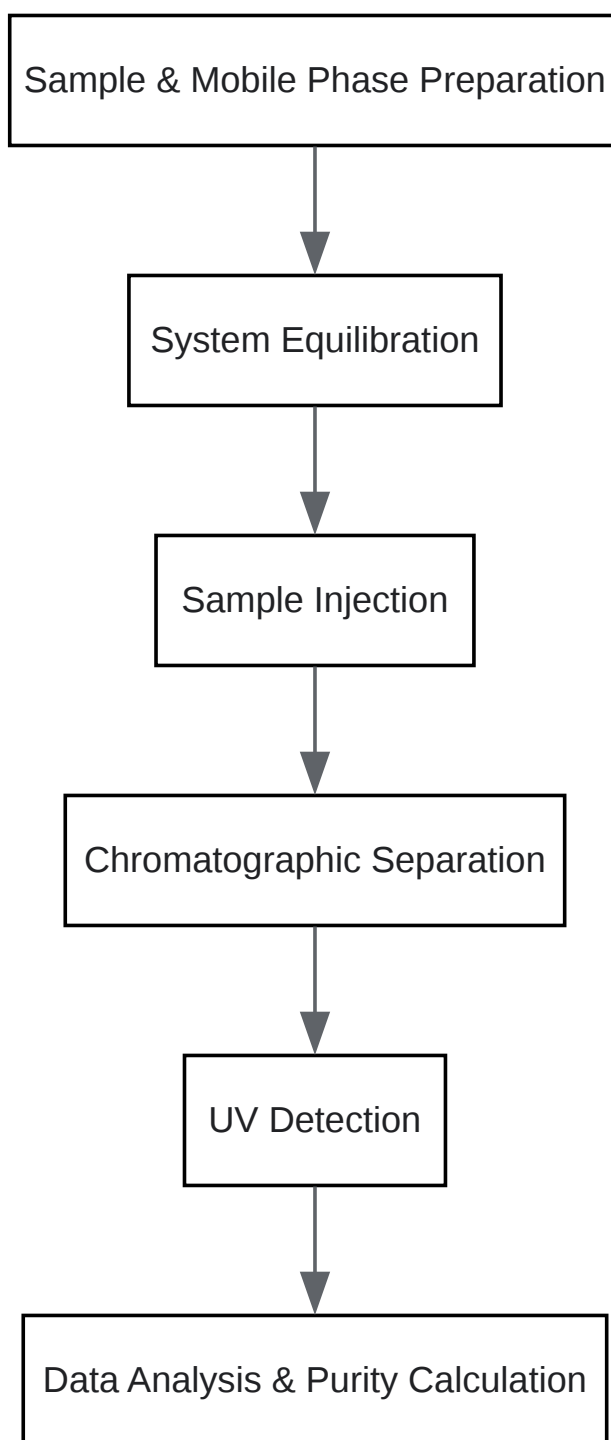 Sample & Mobile Phase Preparation
System Equilibration
Sample Injection
Chromatographic Separation
UV Detection
Data Analysis & Purity Calculation